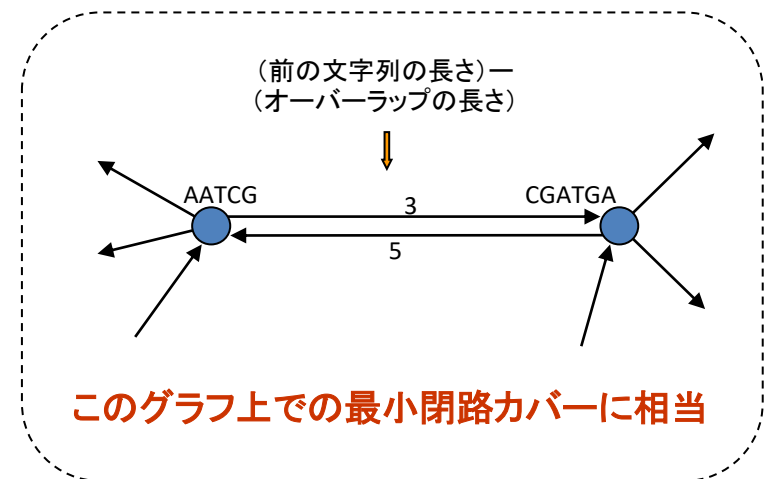 （前の文字列の長さ）ー
（オーバーラップの長さ）
AATCG
CGATGA
3
5
このグラフ上での最小閉路カバーに相当